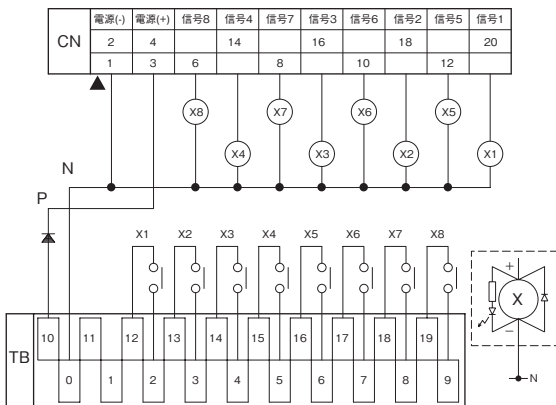 電源(-) 電源(+) 信号8 信号4 信号7 信号3 信号6 信号2 信号5 信号1
CN
2 4 14 16 18 20
1 3 6 8 10 12
X8 X7 X6 X5
X4 X3 X2 X1
N
P
X1 X2 X3 X4 X5 X6 X7 X8
+
X
−
N
10 11 12 13 14 15 16 17 18 19
TB
0 1 2 3 4 5 6 7 8 9